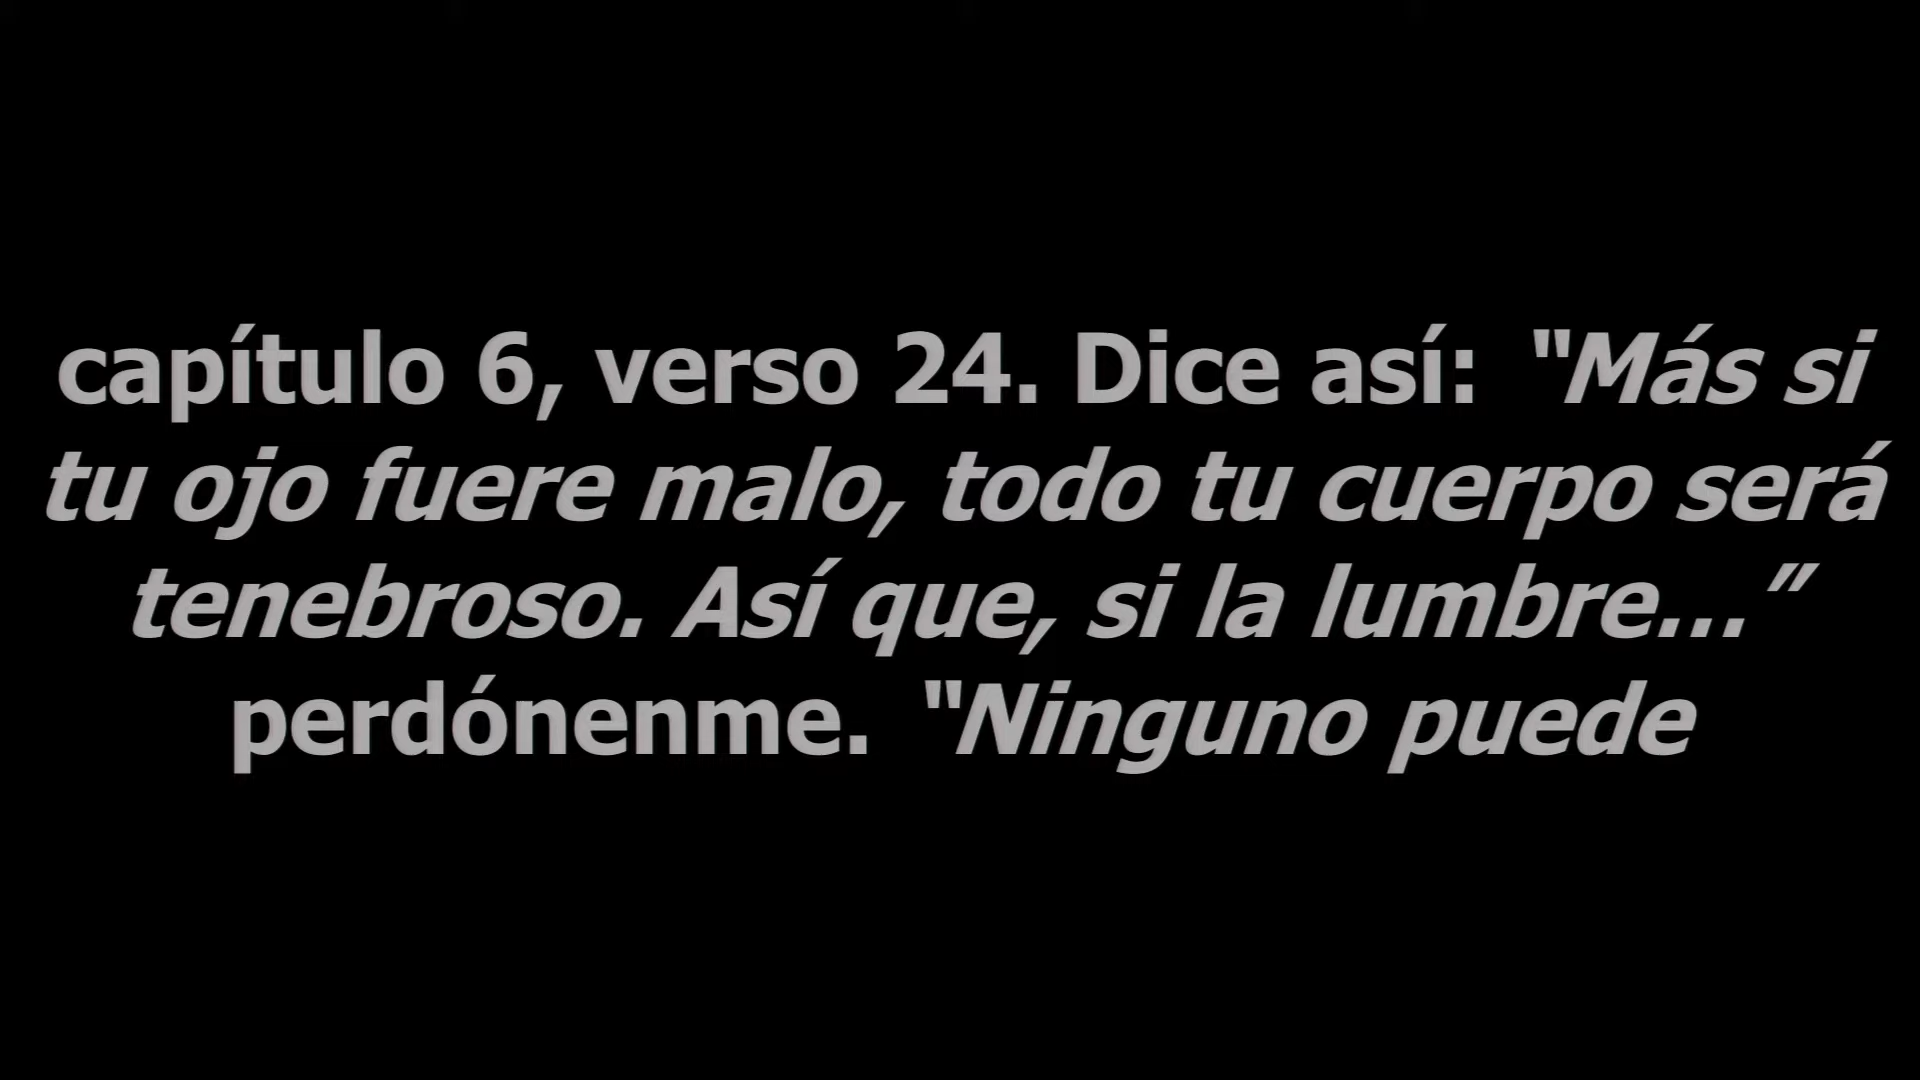 capítulo 6, verso 24. Dice así: “Más si
tu ojo fuere malo, todo tu cuerpo será
tenebroso. Así que, si la lumbre...”
perdónenme. “Ninguno puede